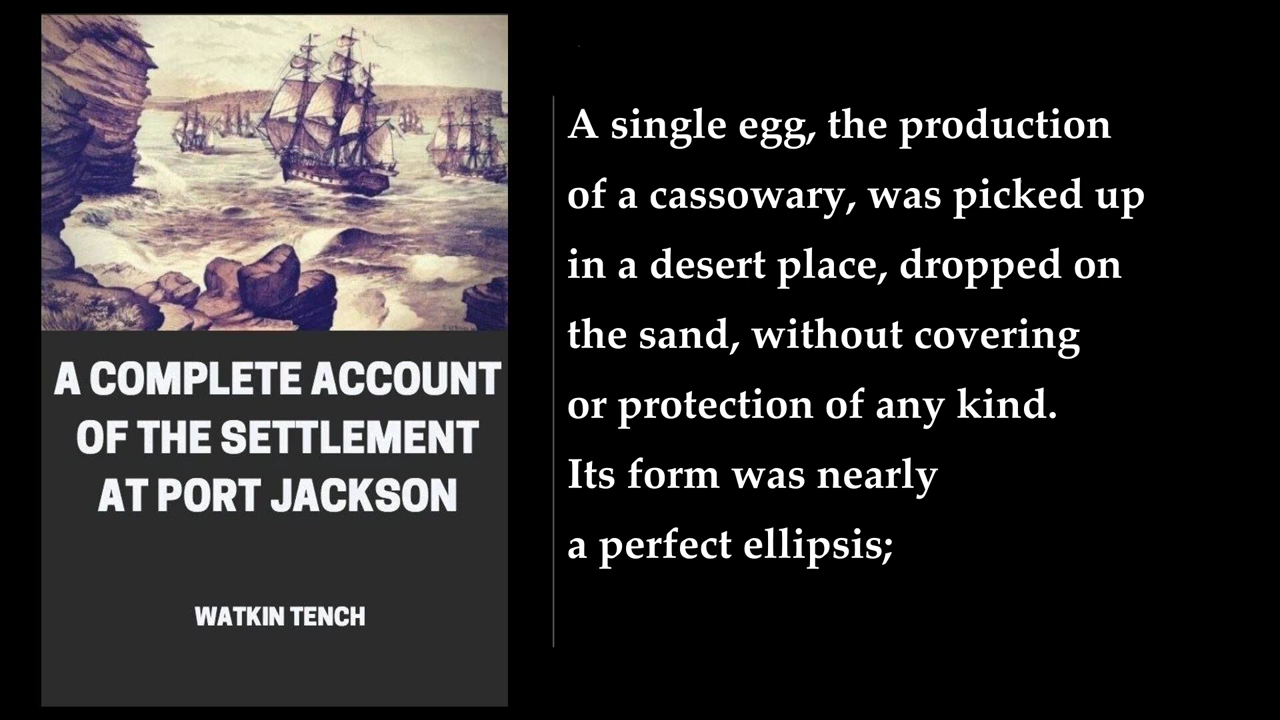 A COMPLETE ACCOUNT
OF THE SETTLEMENT
AT PORT JACKSON
WATKIN TENCH
A single egg, the production
of a cassowary, was picked up
in a desert place, dropped on
the sand, without covering
or protection of any kind.
Its form was nearly
a perfect ellipsis;